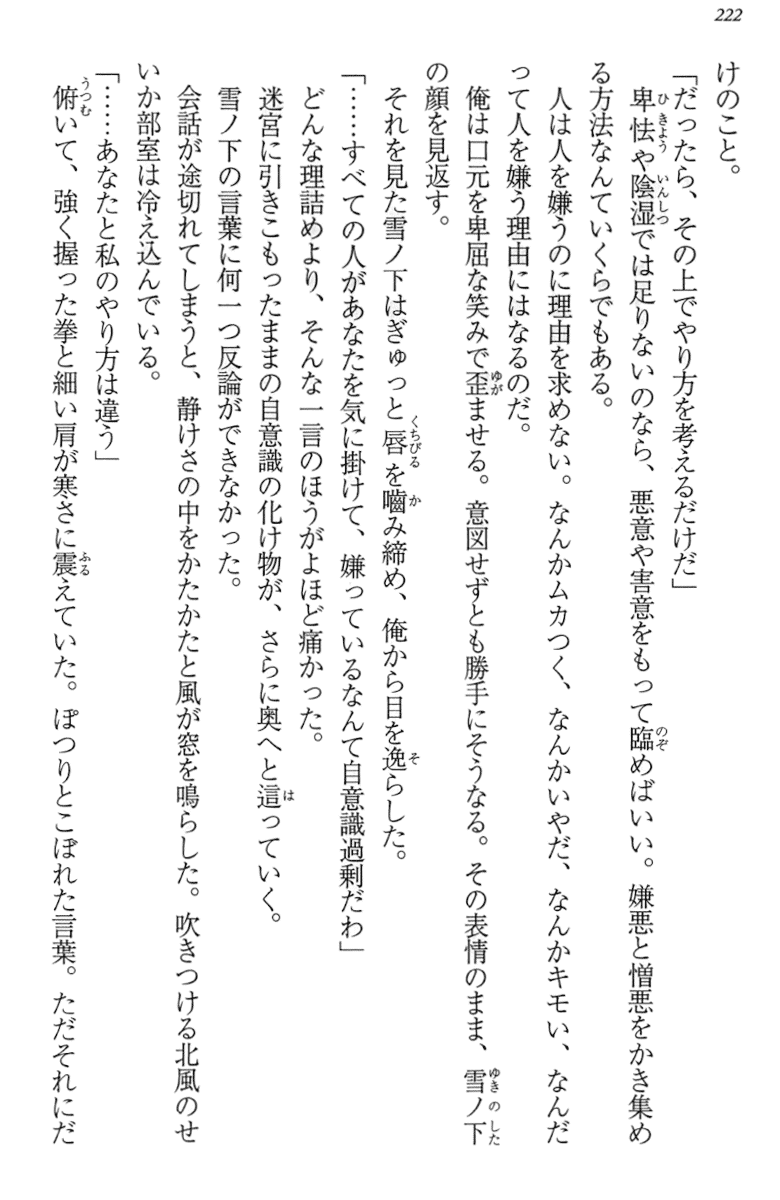 222
けのこと。
「だったら、その上でやり方を考えるだけだ」
卑怯や陰湿では足りないのなら、悪意や害意をもって臨めばいい。嫌悪と憎悪をかき集め
る方法なんていくらでもある。
人は人を嫌うのに理由を求めない。なんかムカつく、なんかいやだ、なんかキモい、なんだ
って人を嫌う理由にはなるのだ。
俺は口元を卑屈な笑みで歪ませる。意図せずとも勝手にそうなる。その表情のまま、雪ノ下
の顔を見返す。
それを見た雪ノ下はぎゅっと唇を嚙み締め、俺から目を逸らした。
「……すべての人があなたを気に掛けて、嫌っているなんて自意識過剰だわ」
どんな理詰めより、そんな一言のほうがよほど痛かった。
迷宮に引きこもったままの自意識の化け物が、さらに奥へと這っていく。
雪ノ下の言葉に何一つ反論ができなかった。
会話が途切れてしまうと、静けさの中をかたかたと風が窓を鳴らした。吹きつける北風のせ
いか部室は冷え込んでいる。
「……あなたと私のやり方は違う」
俯いて、強く握った拳と細い肩が寒さに震えていた。ぽつりとこぼれた言葉。ただそれにだ